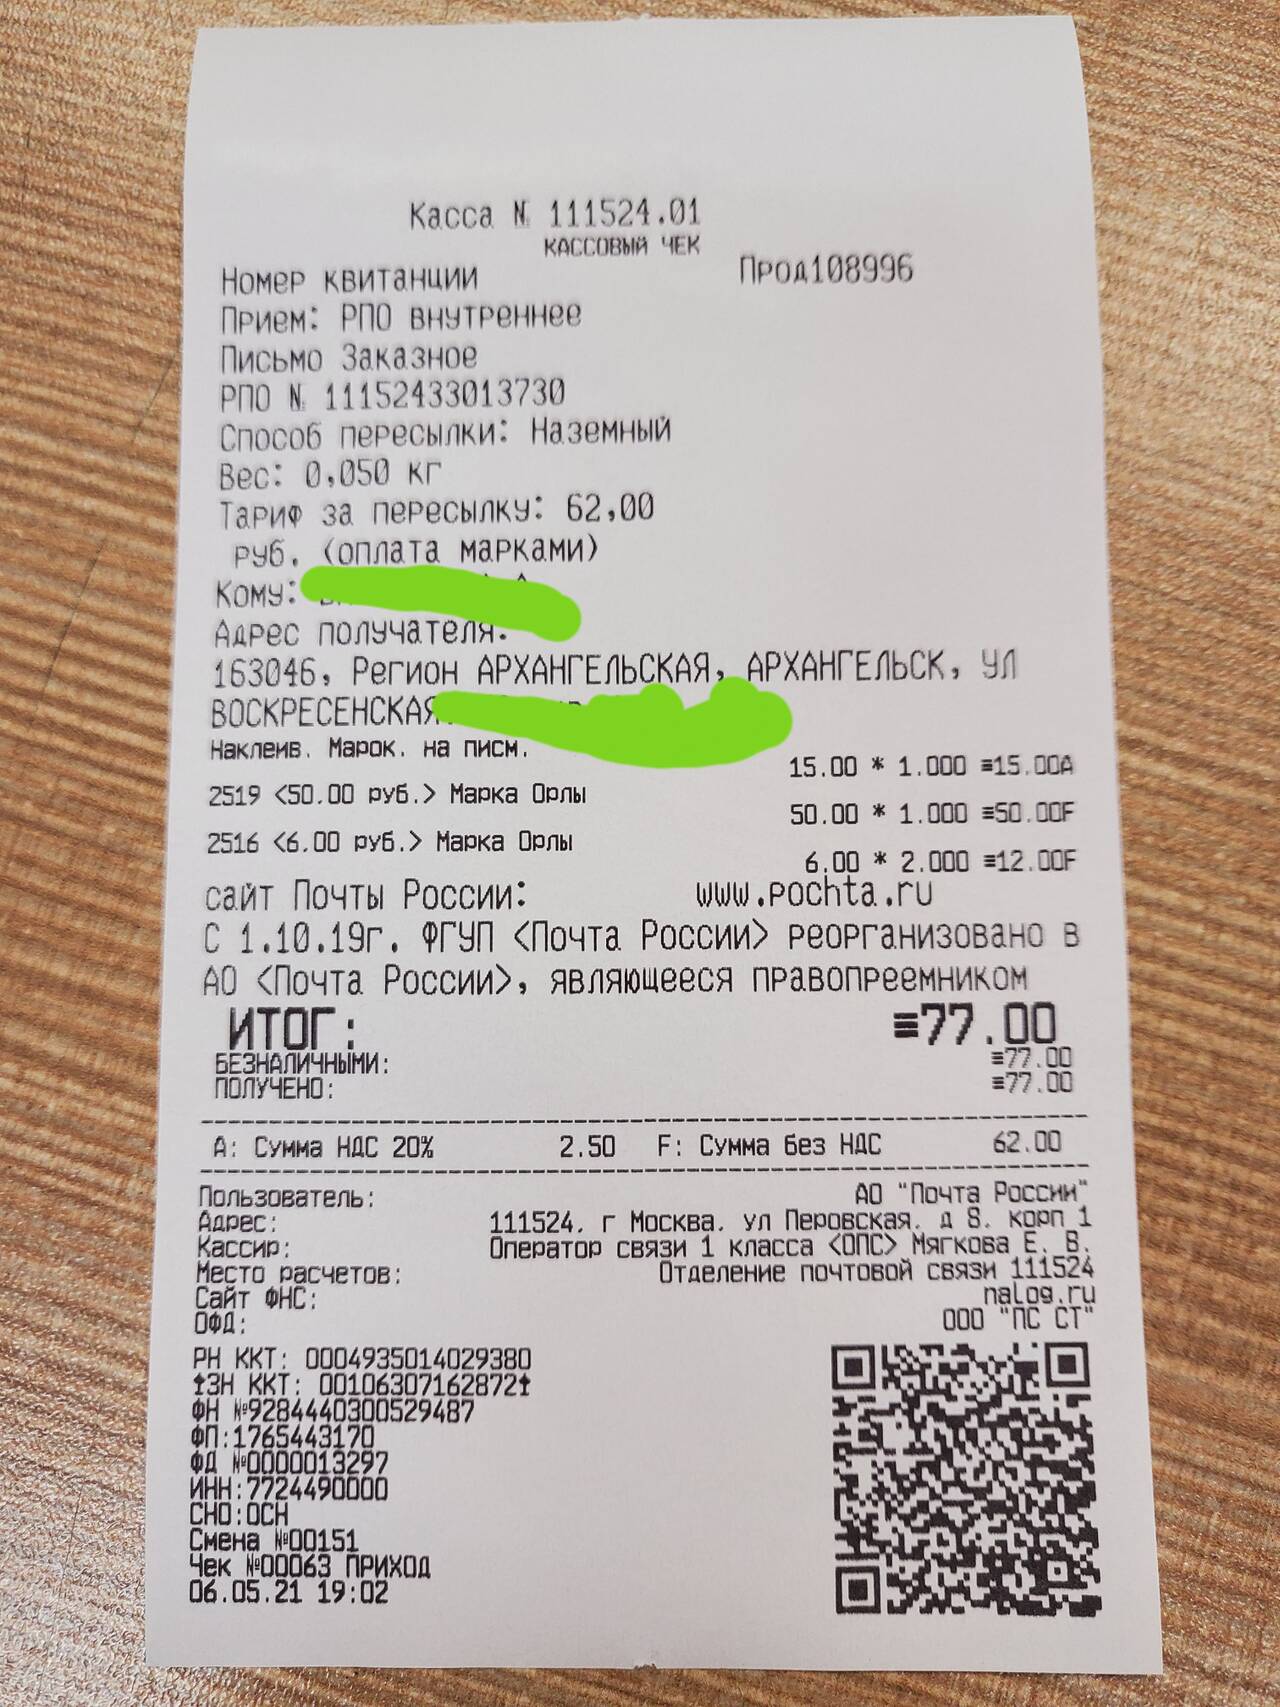 Касса № 111524.01
КАССОВЫЙ ЧЕК
Номер квитанции Прод108996
Прием: РПО внутреннее
Письмо Заказное
РПО № 11152433013730
Способ пересылки: Наземный
Вес: 0,050 кг
Тариф за пересылку: 62,00
руб. (оплата марками)
Кому:
Адрес получателя:
163046, Регион АРХАНГЕЛЬСКАЯ, АРХАНГЕЛЬСК, УЛ
ВОСКРЕСЕНСКАЯ
Наклеив. Марок. на писм.
15.00 * 1.000 ≡15.00А
2519 <50.00 руб.> Марка Орлы
50.00 * 1.000 ≡50.00F
2516 <6.00 руб.> Марка Орлы
6.00 * 2.000 ≡12.00F
сайт Почты России: www.pochta.ru
С 1.10.19г. ФГУП <Почта России> реорганизовано в
АО <Почта России>, являющееся правопреемником
ИТОГ: ≡77.00
БЕЗНАЛИЧНЫМИ: ≡77.00
ПОЛУЧЕНО: ≡77.00
А: Сумма НДС 20% 2.50 F: Сумма без НДС 62.00
Пользователь: АО "Почта России"
Адрес: 111524, г Москва, ул Перовская, д 8, корп 1
Кассир: Оператор связи 1 класса <ОПС> Мягкова Е. В.
Место расчетов: Отделение почтовой связи 111524
Сайт ФНС: nalog.ru
ОФД: ООО "ПС СТ"
РН ККТ: 0004935014029380
↑ЗН ККТ: 00106307162872↑
ФН №9284440300529487
ФП:1765443170
ФД №0000013297
ИНН:7724490000
СНО:ОСН
Смена №00151
Чек №00063 ПРИХОД
06.05.21 19:02